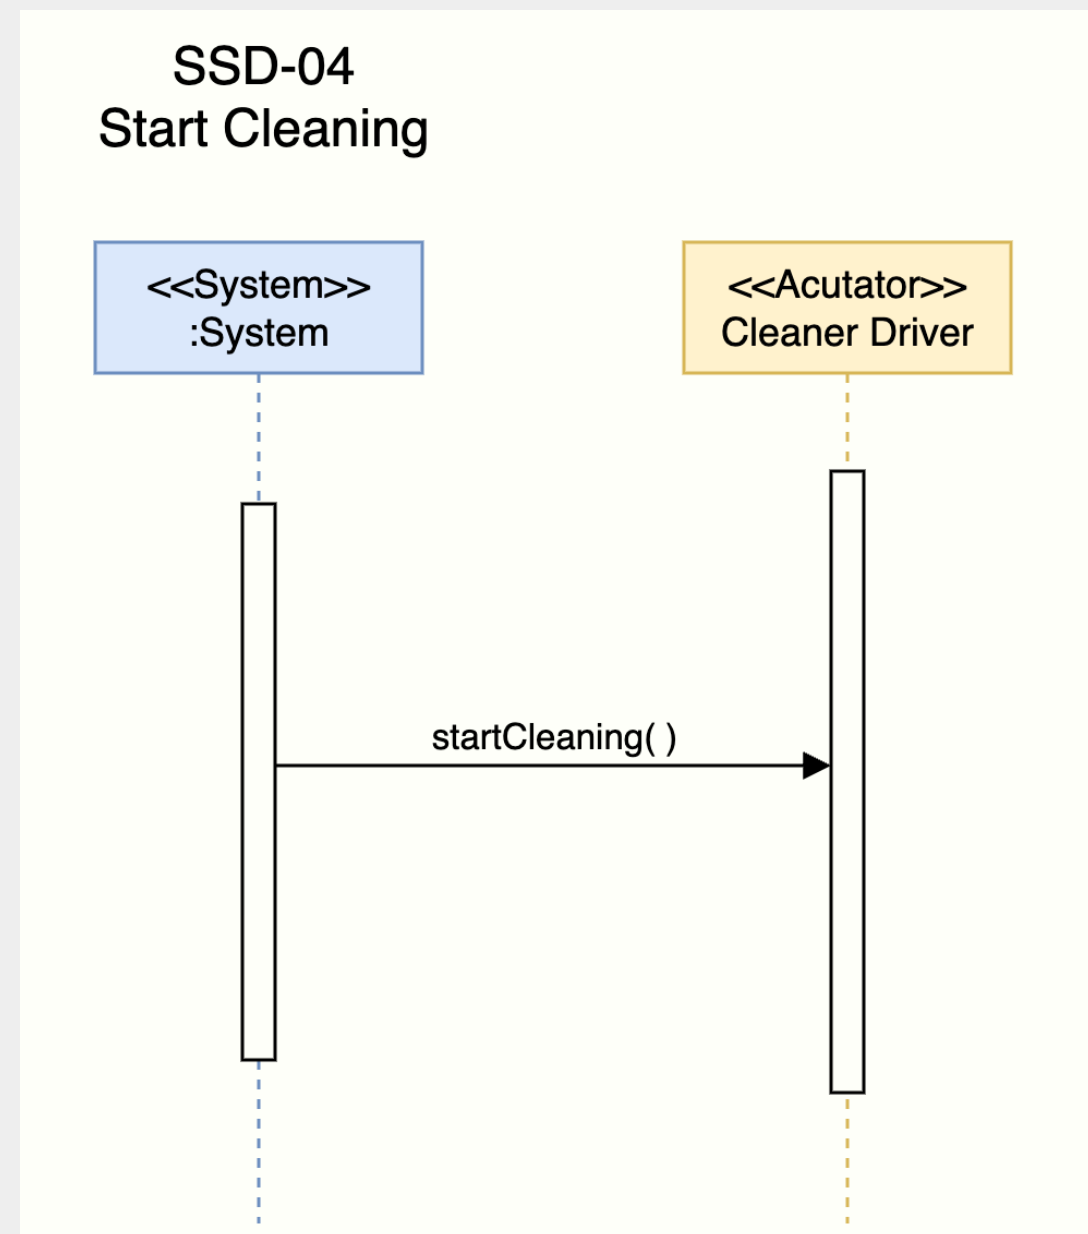 SSD-04
Start Cleaning
<<System>>
:System
<<Acutator>>
Cleaner Driver
startCleaning( )